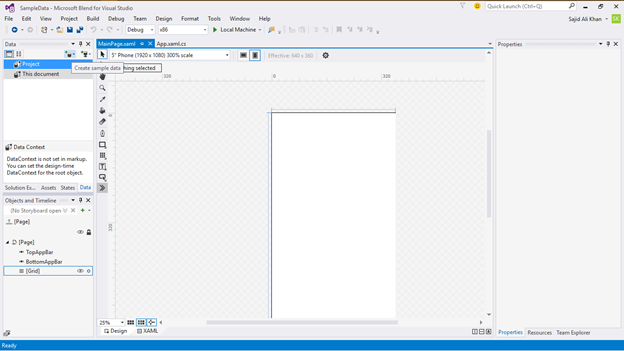 SampleData - Microsoft Blend for Visual Studio
Quick Launch (Ctrl+Q)
File Edit View Project Build Debug Team Design Format Tools Window Help
Sajid Ali Khan
SK
Debug x86 Local Machine
Data
MainPage.xaml App.xaml.cs
Properties
5" Phone (1920 x 1080) 300% scale
Effective: 640 x 360
Project
Create sample data
hing selected
This document
320 0 320
0
320
Data Context
DataContext is not set in markup.
You can set the design-time
DataContext for the root object.
Solution Ex... Assets States Data
Objects and Timeline
(No Storyboard open)
[Page]
[Page]
TopAppBar
BottomAppBar
[Grid]
25%
Design XAML
Properties Resources Team Explorer
Ready